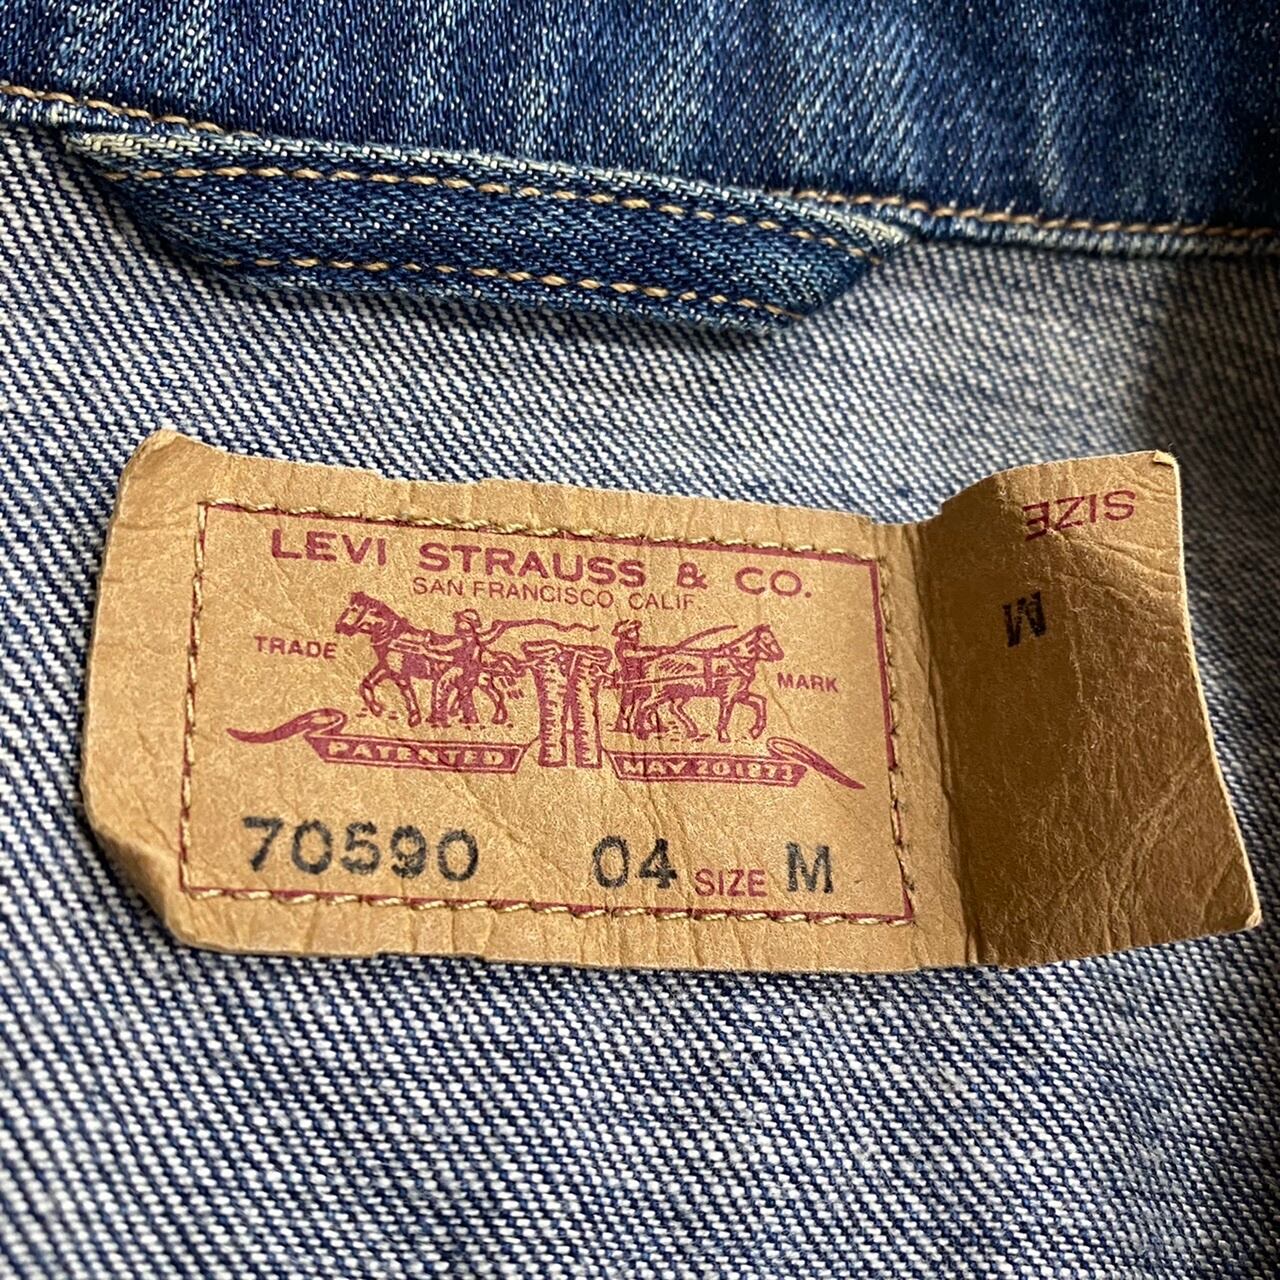 LEVI STRAUSS & CO.
SAN FRANCISCO, CALIF.
TRADE MARK
PATENTED MAY 20 1873
70590 04 SIZE M
SIZE
M